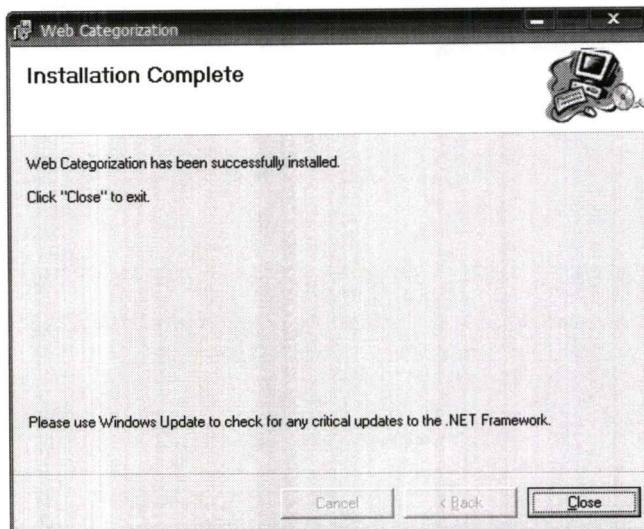 Web Categorization
Installation Complete
Web Categorization has been successfully installed.
Click "Close" to exit.
Please use Windows Update to check for any critical updates to the .NET Framework.
Cancel
< Back
Close